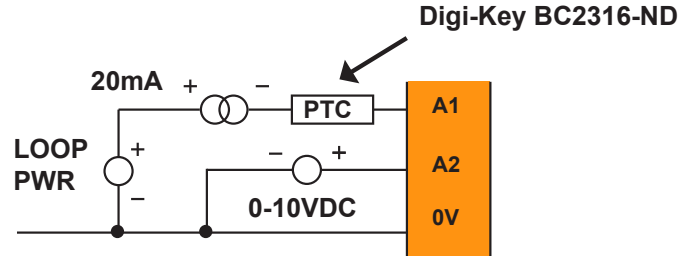 Digi-Key BC2316-ND
20mA + −
PTC
A1
LOOP
PWR
+
−
− +
A2
0-10VDC
0V